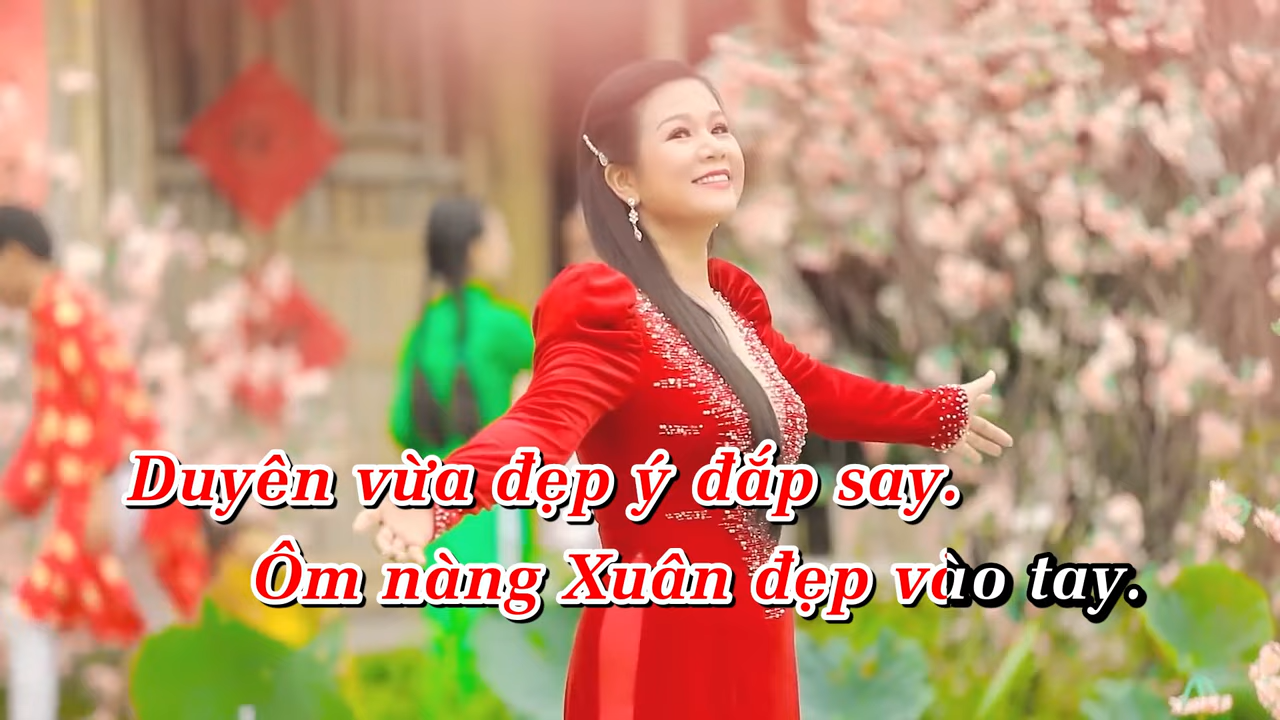 Duyên vừa đẹp ý đắp say.
Ôm nàng Xuân đẹp vào tay.